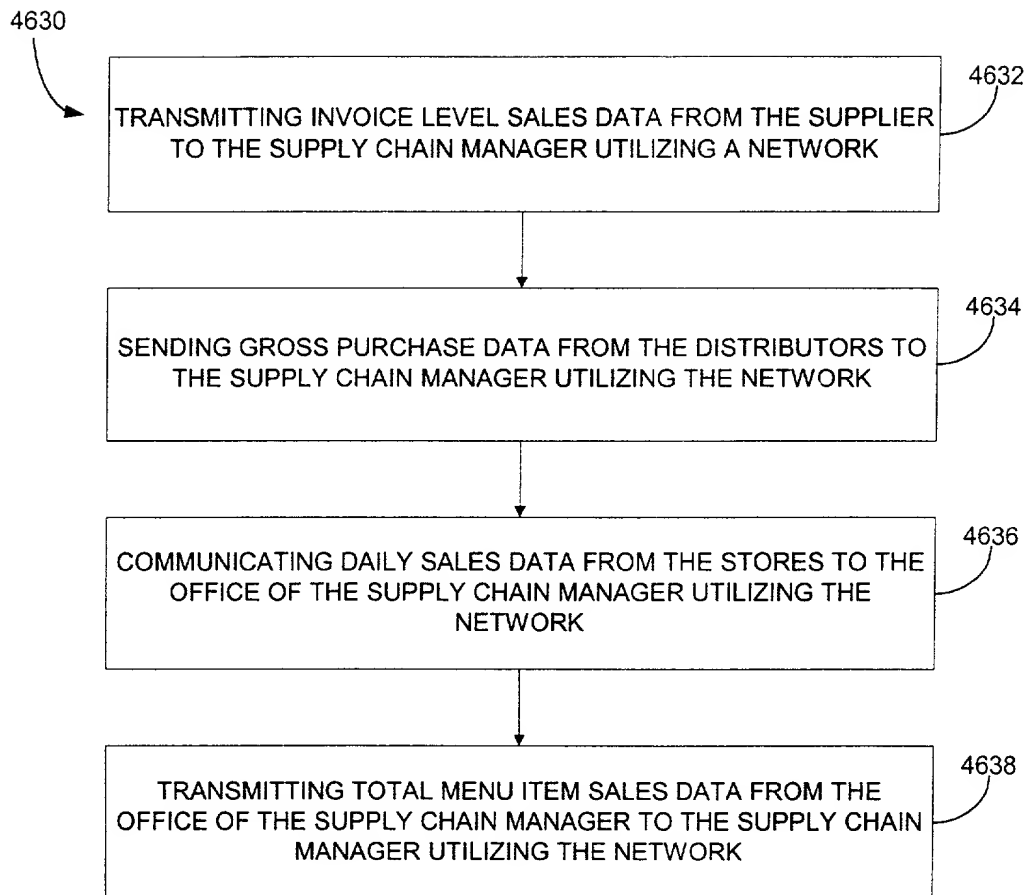 4630
4632
TRANSMITTING INVOICE LEVEL SALES DATA FROM THE SUPPLIER
TO THE SUPPLY CHAIN MANAGER UTILIZING A NETWORK
4634
SENDING GROSS PURCHASE DATA FROM THE DISTRIBUTORS TO
THE SUPPLY CHAIN MANAGER UTILIZING THE NETWORK
4636
COMMUNICATING DAILY SALES DATA FROM THE STORES TO THE
OFFICE OF THE SUPPLY CHAIN MANAGER UTILIZING THE
NETWORK
4638
TRANSMITTING TOTAL MENU ITEM SALES DATA FROM THE
OFFICE OF THE SUPPLY CHAIN MANAGER TO THE SUPPLY CHAIN
MANAGER UTILIZING THE NETWORK